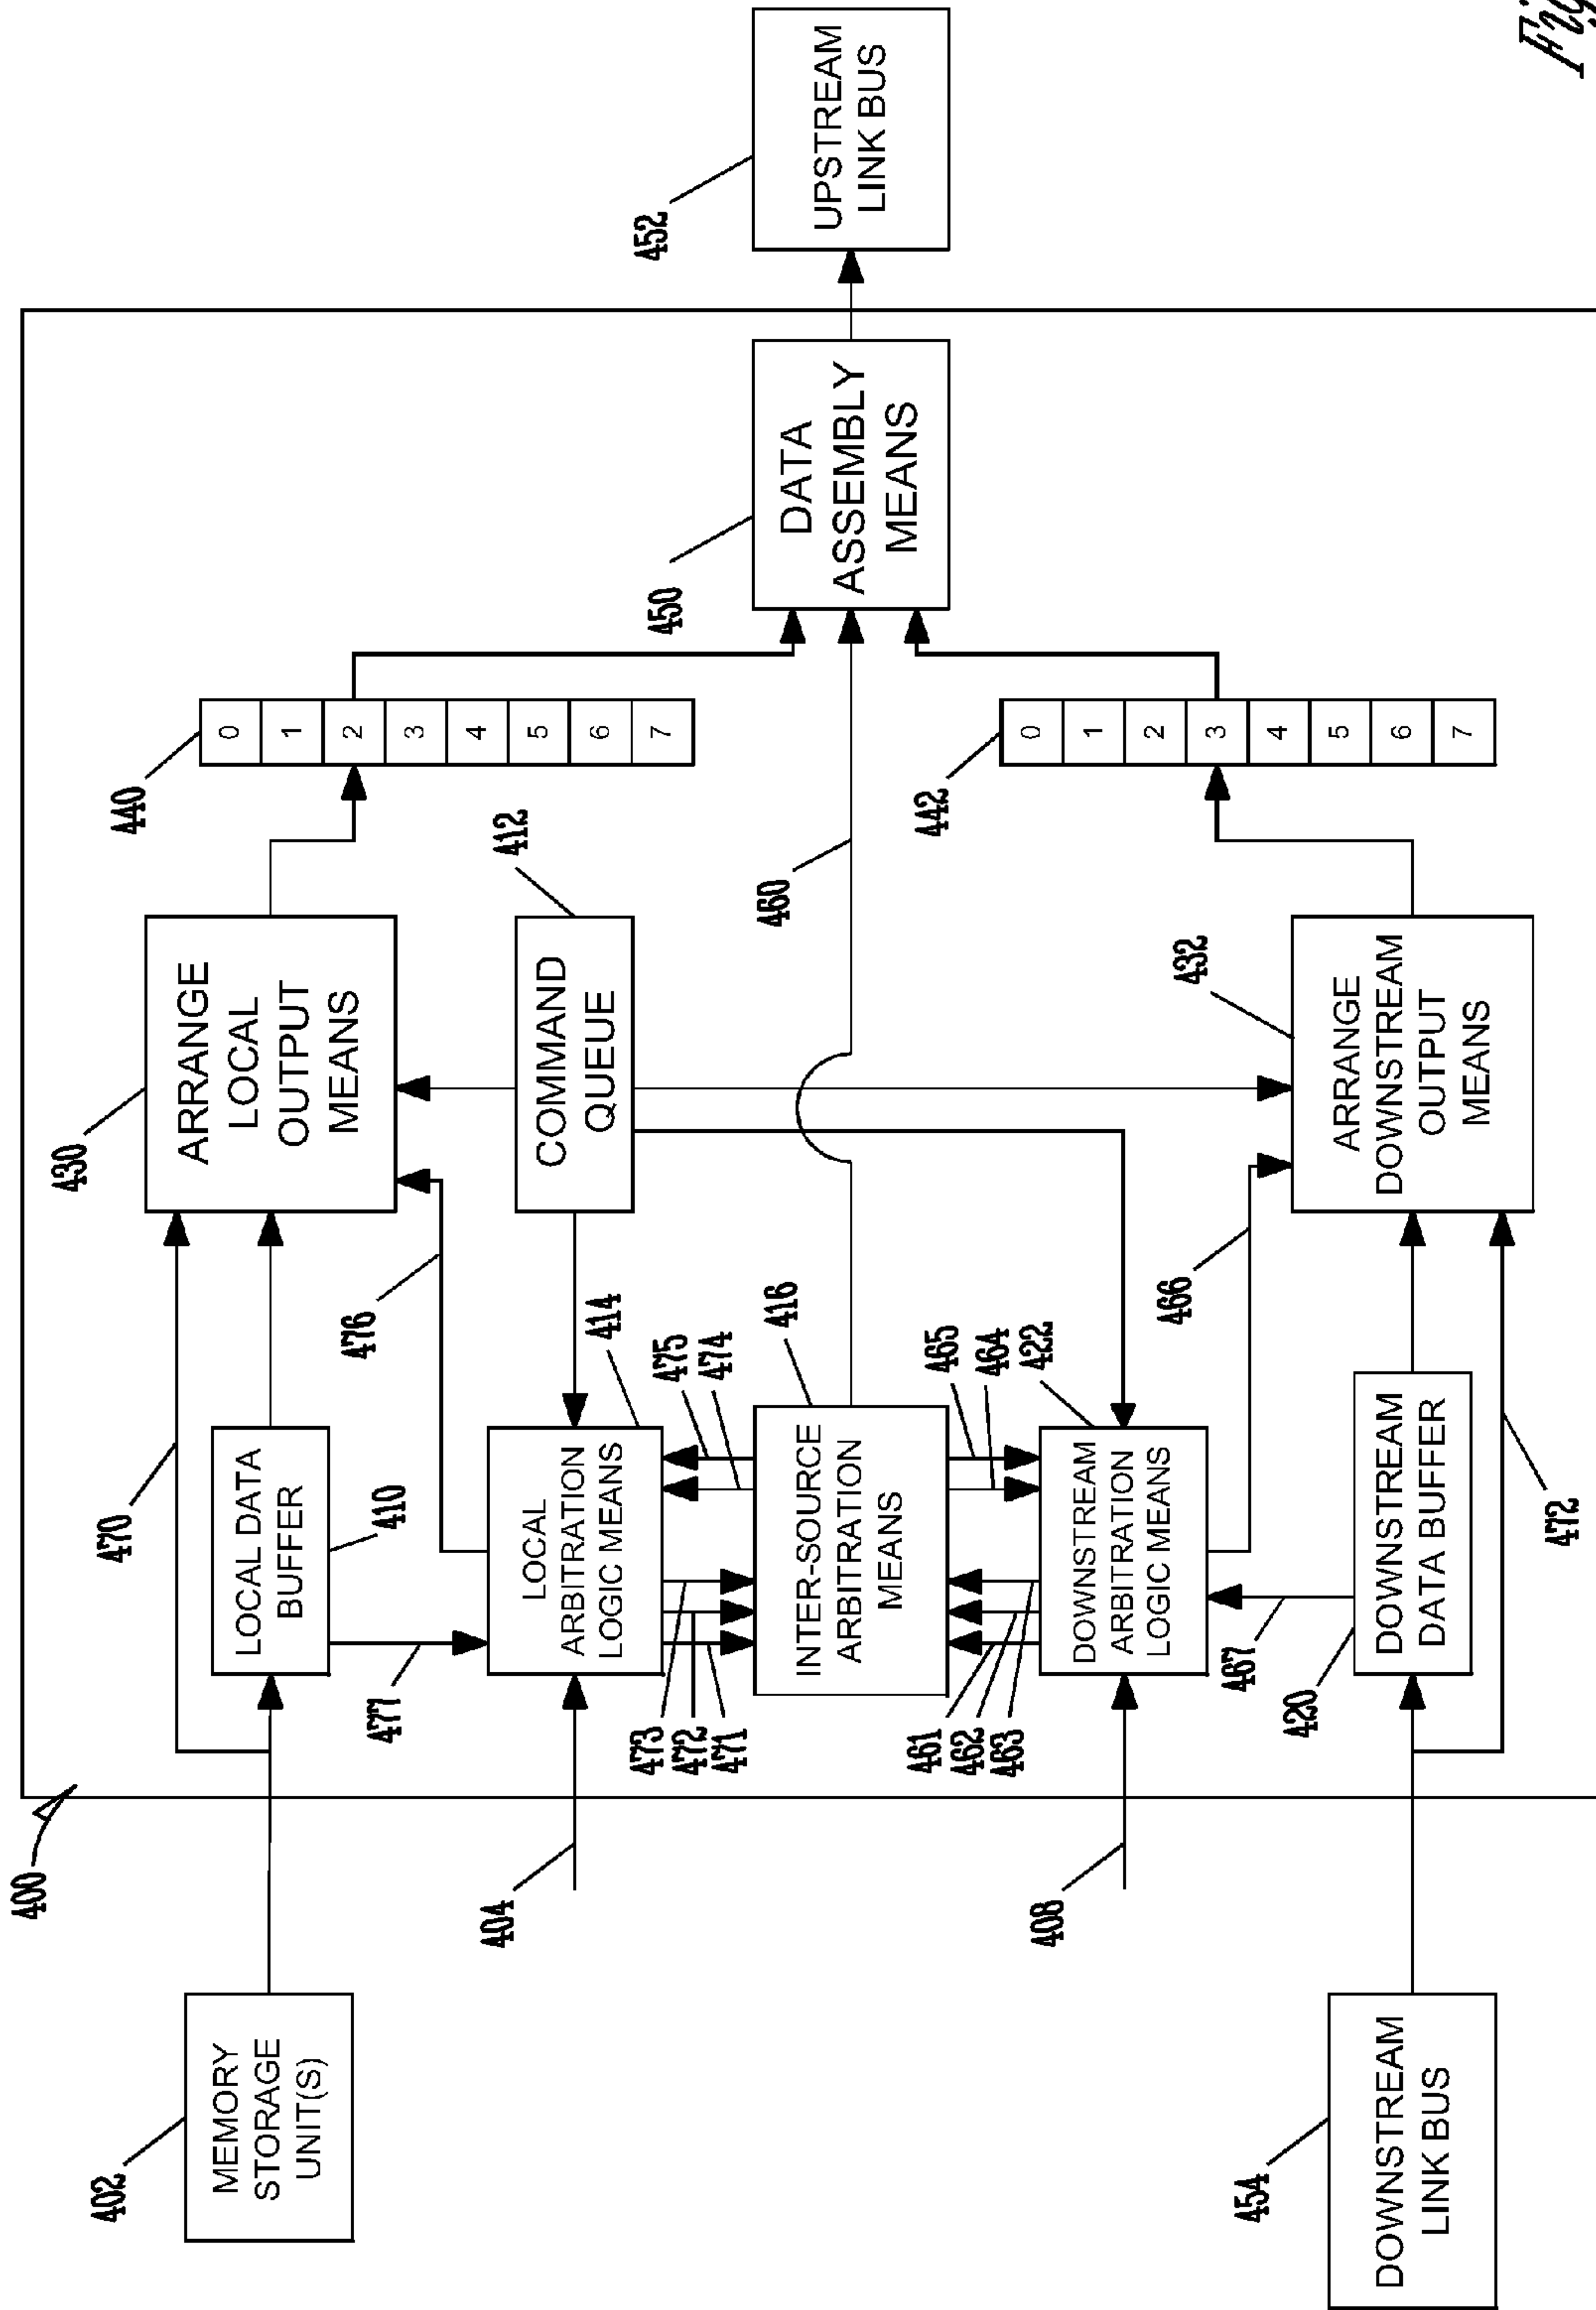 400
402
MEMORY
STORAGE
UNIT(S)
470
LOCAL DATA
BUFFER
410
477
430
ARRANGE
LOCAL
OUTPUT
MEANS
440
0
1
2
3
4
5
6
7
476
412
COMMAND
QUEUE
404
414
LOCAL
ARBITRATION
LOGIC MEANS
475
474
473
472
471
416
INTER-SOURCE
ARBITRATION
MEANS
460
450
DATA
ASSEMBLY
MEANS
452
UPSTREAM
LINK BUS
461
462
463
465
464
422
408
DOWNSTREAM
ARBITRATION
LOGIC MEANS
466
467
420
DOWNSTREAM
DATA BUFFER
472
432
ARRANGE
DOWNSTREAM
OUTPUT
MEANS
442
0
1
2
3
4
5
6
7
454
DOWNSTREAM
LINK BUS